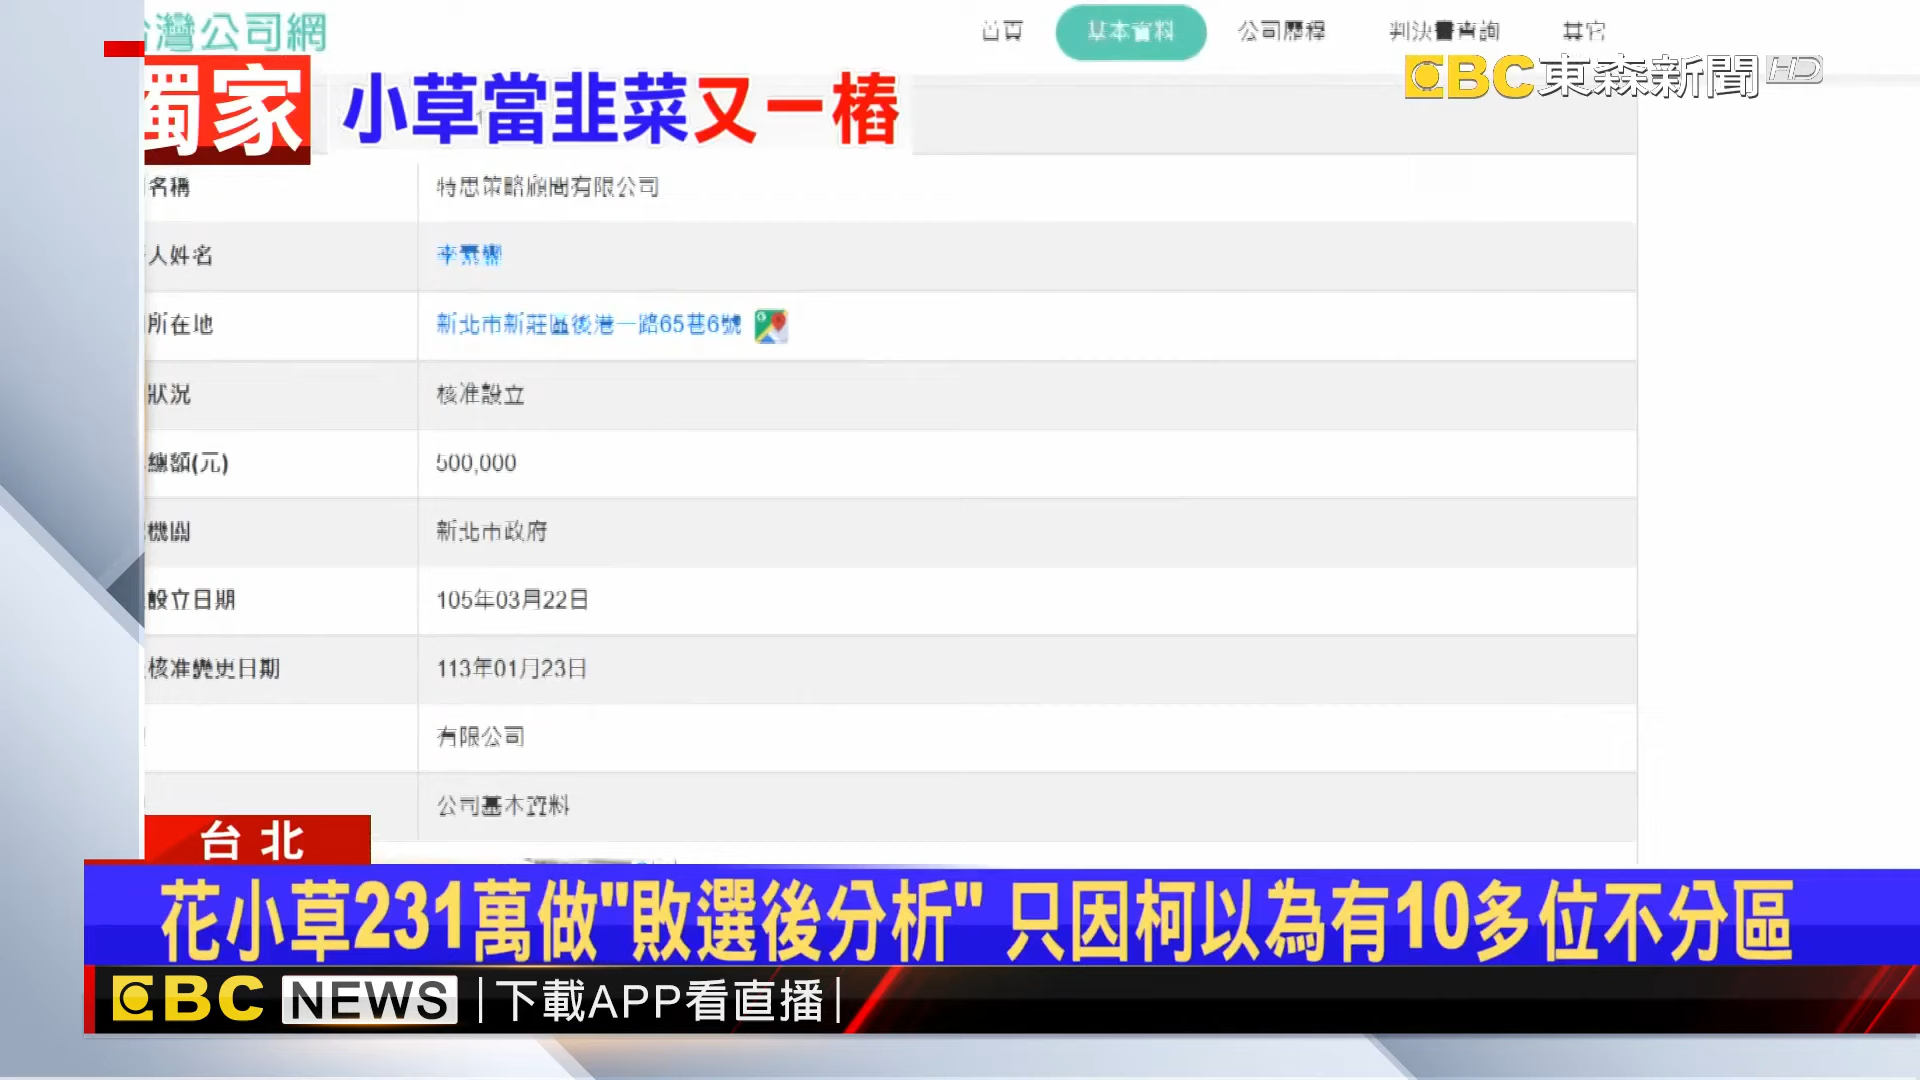 台灣公司網
首頁 基本資料 公司歷程 判決書查詢 其它
EBC東森新聞HD
獨家 小草當韭菜又一樁
名稱 特思策略顧問有限公司
人姓名
所在地 新北市新莊區後港一路65巷6號
狀況 核准設立
總額(元) 500,000
機關 新北市政府
設立日期 105年03月22日
核准變更日期 113年01月23日
有限公司
公司基本資料
台北
花小草231萬做"敗選後分析" 只因柯以為有10多位不分區
EBC NEWS 下載APP看直播